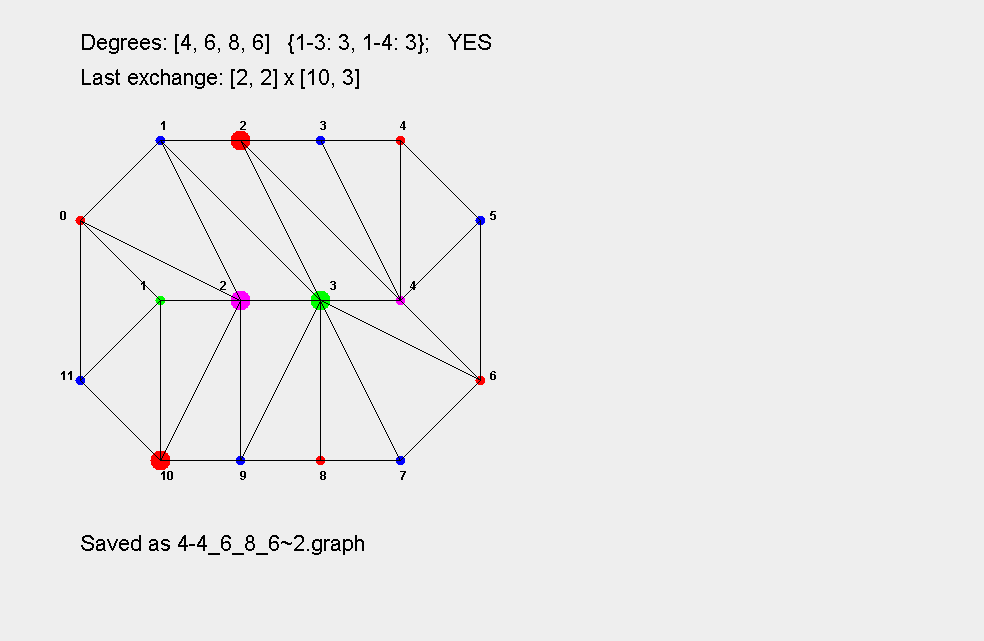 Degrees: [4, 6, 8, 6]   {1-3: 3, 1-4: 3};   YES
Last exchange: [2, 2] x [10, 3]
1 2 3 4
0 5
1 2 3 4
11 6
10 9 8 7
Saved as 4-4_6_8_6~2.graph